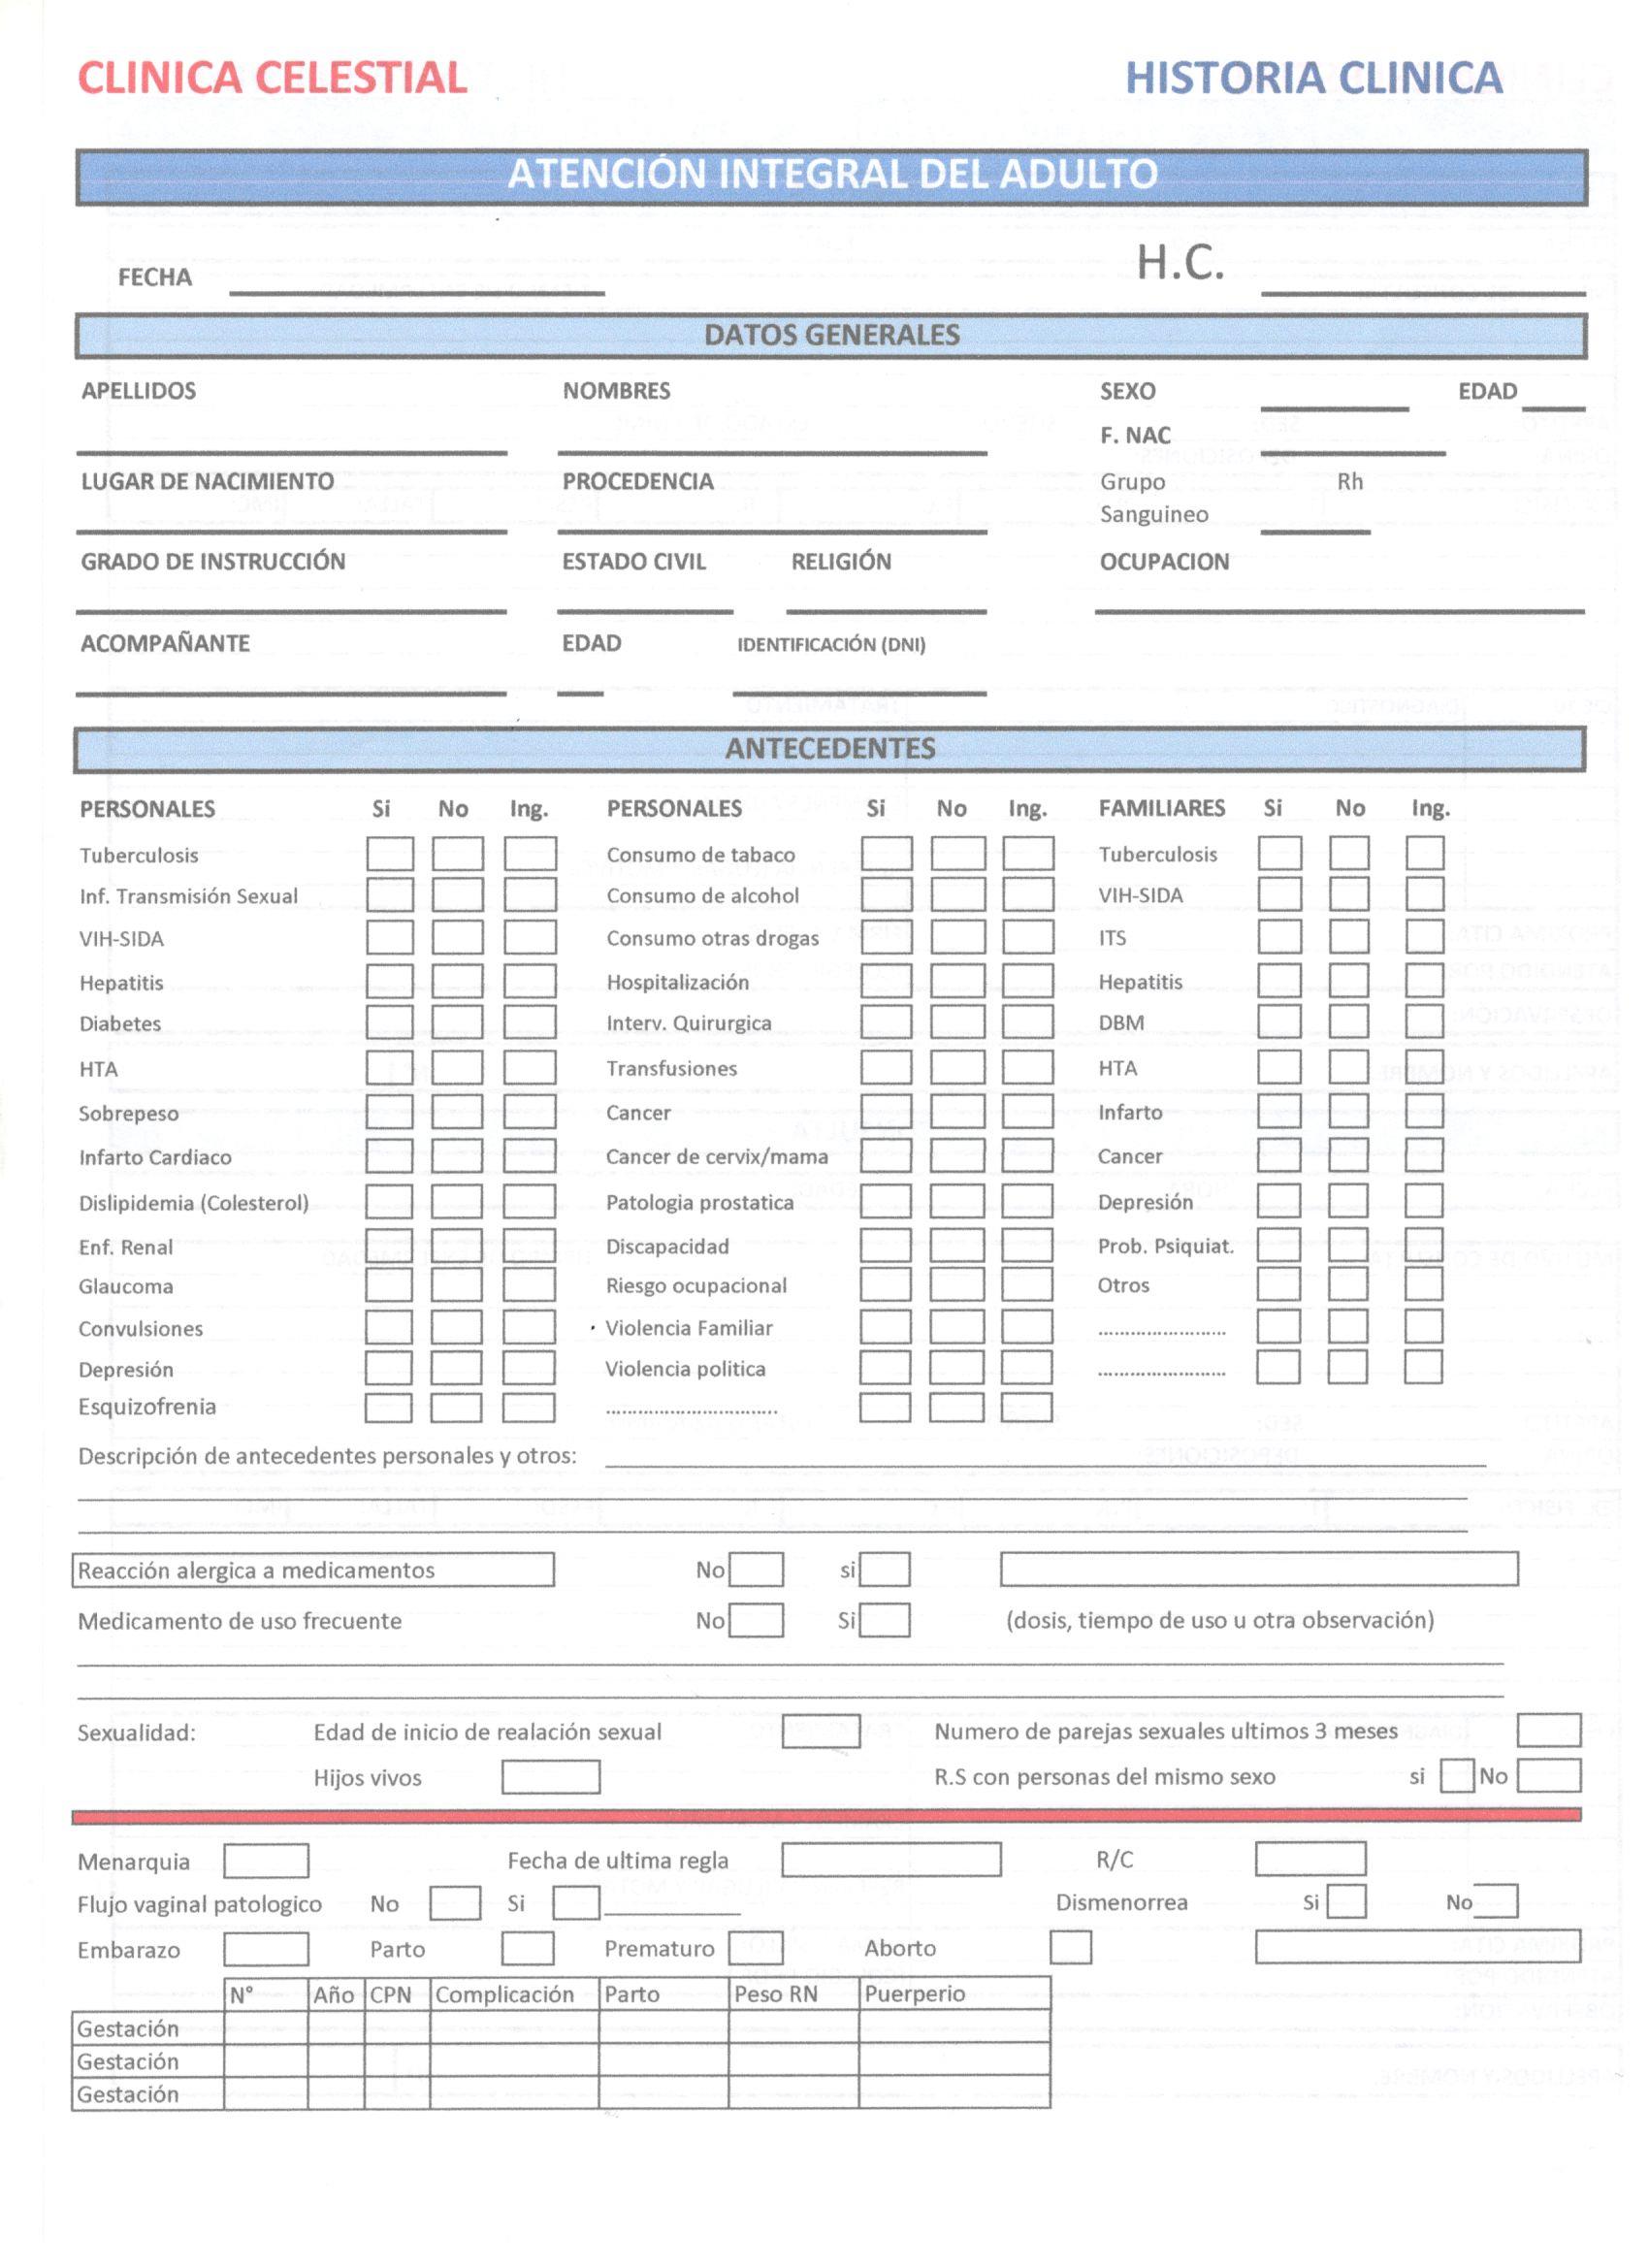 CLINICA CELESTIAL HISTORIA CLINICA
ATENCIÓN INTEGRAL DEL ADULTO
FECHA H.C.
DATOS GENERALES
APELLIDOS NOMBRES SEXO EDAD
F. NAC
LUGAR DE NACIMIENTO PROCEDENCIA Grupo Rh
Sanguineo
GRADO DE INSTRUCCIÓN ESTADO CIVIL RELIGIÓN OCUPACION
ACOMPAÑANTE EDAD IDENTIFICACIÓN (DNI)
ANTECEDENTES
PERSONALES Si No Ing. PERSONALES Si No Ing. FAMILIARES Si No Ing.
Tuberculosis Consumo de tabaco Tuberculosis
Inf. Transmisión Sexual Consumo de alcohol VIH-SIDA
VIH-SIDA Consumo otras drogas ITS
Hepatitis Hospitalización Hepatitis
Diabetes Interv. Quirurgica DBM
HTA Transfusiones HTA
Sobrepeso Cancer Infarto
Infarto Cardiaco Cancer de cervix/mama Cancer
Dislipidemia (Colesterol) Patologia prostatica Depresión
Enf. Renal Discapacidad Prob. Psiquiat.
Glaucoma Riesgo ocupacional Otros
Convulsiones Violencia Familiar ........................
Depresión Violencia politica ........................
Esquizofrenia ................................
Descripción de antecedentes personales y otros:
Reacción alergica a medicamentos No si
Medicamento de uso frecuente No Si (dosis, tiempo de uso u otra observación)
Sexualidad: Edad de inicio de realación sexual Numero de parejas sexuales ultimos 3 meses
Hijos vivos R.S con personas del mismo sexo si No
Menarquia Fecha de ultima regla R/C
Flujo vaginal patologico No Si Dismenorrea Si No
Embarazo Parto Prematuro Aborto
N° Año CPN Complicación Parto Peso RN Puerperio
Gestación
Gestación
Gestación